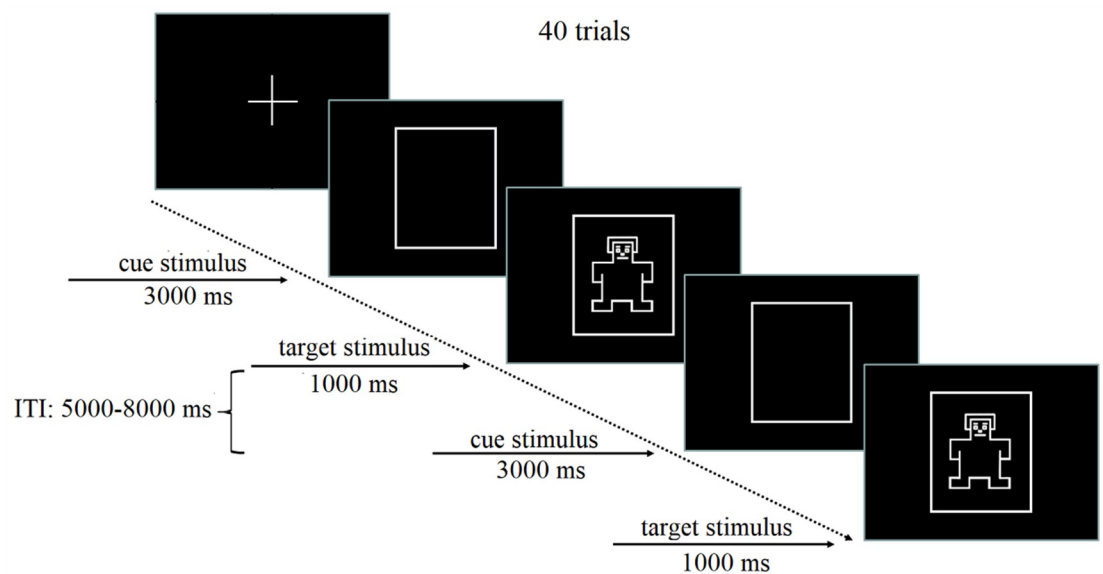 40 trials
cue stimulus
3000 ms
target stimulus
1000 ms
ITI: 5000-8000 ms
cue stimulus
3000 ms
target stimulus
1000 ms